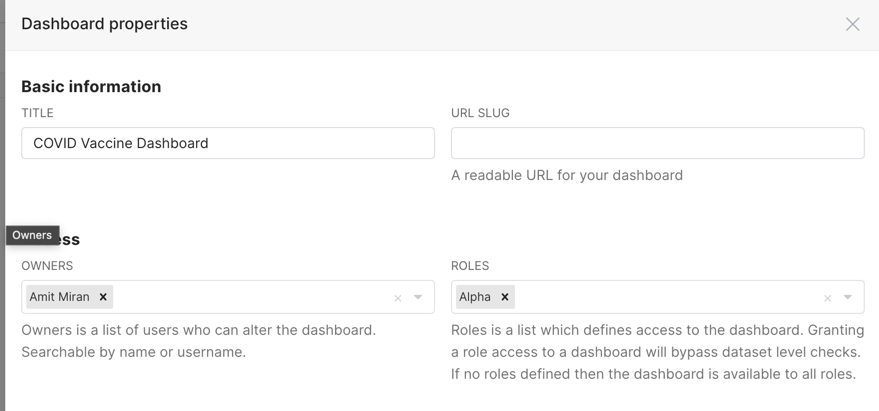 Dashboard properties
Basic information
TITLE
URL SLUG
COVID Vaccine Dashboard
A readable URL for your dashboard
Owners
ess
OWNERS
ROLES
Amit Miran
Alpha
Owners is a list of users who can alter the dashboard.
Searchable by name or username.
Roles is a list which defines access to the dashboard. Granting
a role access to a dashboard will bypass dataset level checks.
If no roles defined then the dashboard is available to all roles.